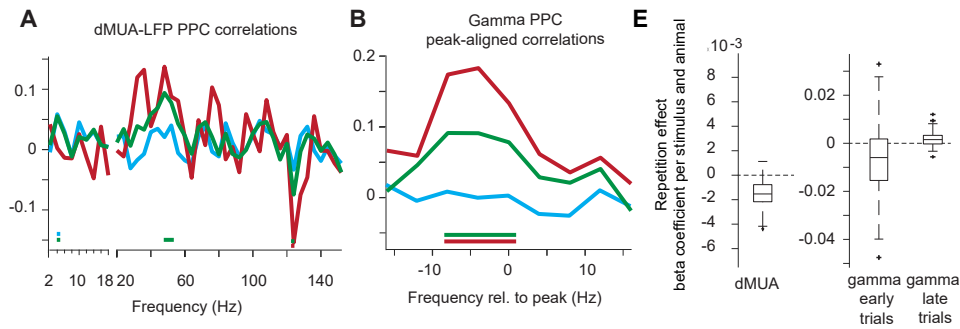 A
dMUA-LFP PPC correlations
0.1
0
-0.1
2
10
18
20
60
100
140
Frequency (Hz)
B
Gamma PPC
peak-aligned correlations
0.2
0.1
0
-10
0
10
Frequency rel. to peak (Hz)
E
Repetition effect
beta coefficient per stimulus and animal
10-3
8
6
4
2
0
-2
-4
-6
dMUA
0.02
0
-0.02
-0.04
gamma
early
trials
gamma
late
trials